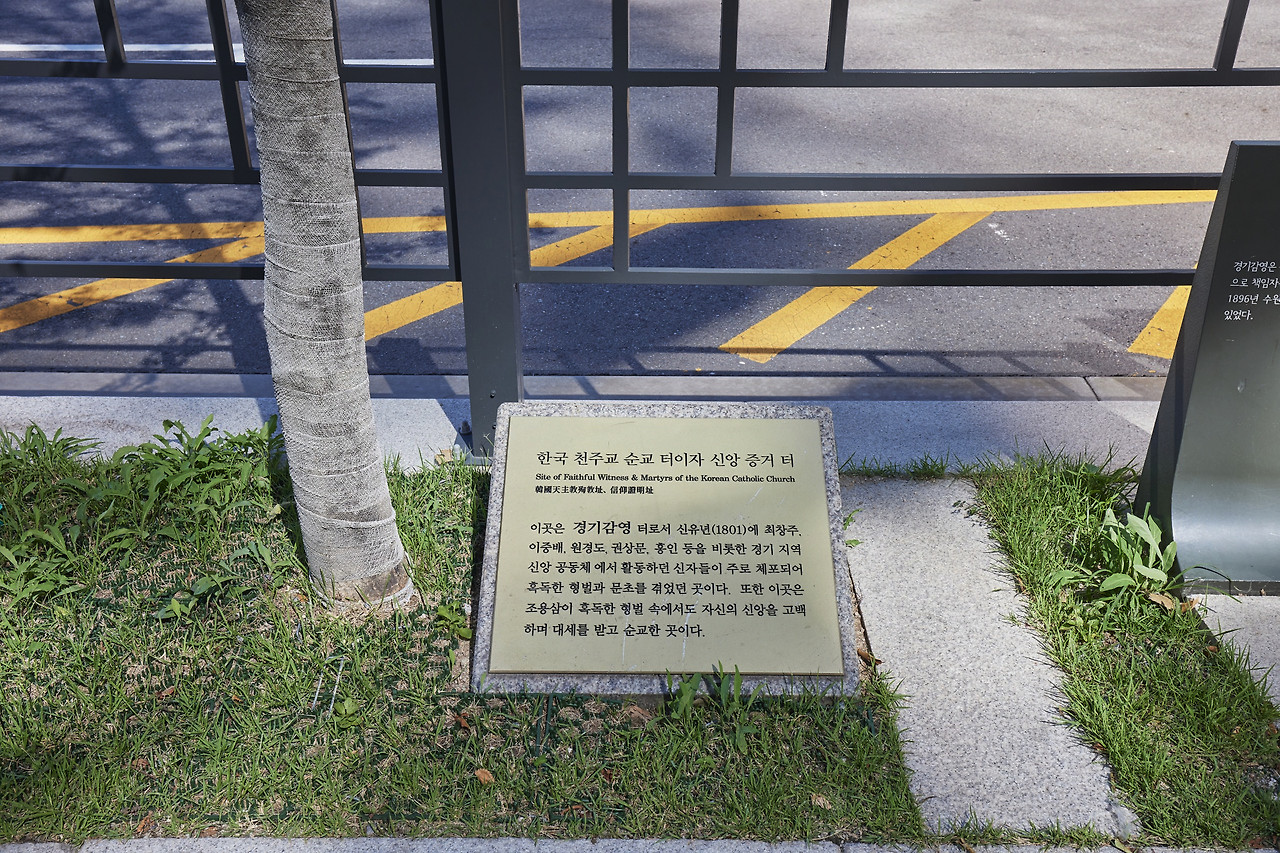 한국 천주교 순교 터이자 신앙 증거 터
Site of Faithful Witness & Martyrs of the Korean Catholic Church
韓國天主敎殉敎址、信仰證明址
이곳은 경기감영 터로서 신유년(1801)에 최창주,
이중배, 원경도, 권상문, 홍인 등을 비롯한 경기 지역
신앙 공동체에서 활동하던 신자들이 주로 체포되어
혹독한 형벌과 문초를 겪었던 곳이다. 또한 이곳은
조용삼이 혹독한 형벌 속에서도 자신의 신앙을 고백
하며 대세를 받고 순교한 곳이다.
경기감영은
으로 책임자
1896년 수원
있었다.